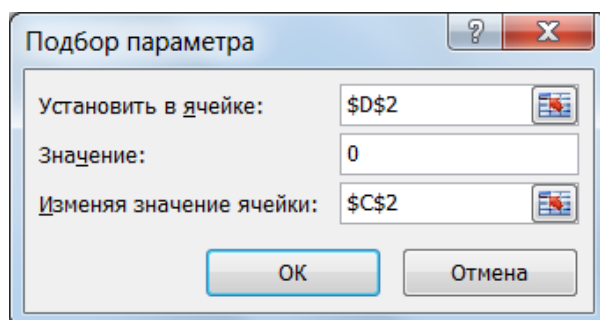 Подбор параметра
Установить в ячейке: $D$2
Значение: 0
Изменяя значение ячейки: $C$2
ОК Отмена